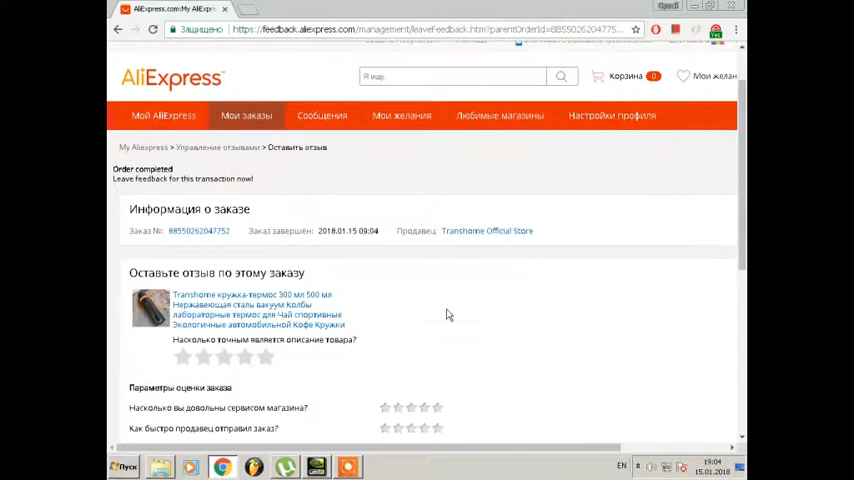 AliExpress.com:My AliExpr
Защищено
https://feedback.aliexpress.com/management/leaveFeedback.htm?parentOrderId=88550262047775...
AliExpress™
Я ищу.
Корзина 0
Мои желан
Мой AliExpress
Мои заказы
Сообщения
Мои желания
Любимые магазины
Настройки профиля
My Aliexpress > Управление отзывами > Оставить отзыв
Order completed
Leave feedback for this transaction now!
Информация о заказе
Заказ №: 88550262047752 Заказ завершён: 2018.01.15 09:04 Продавец: Transhome Official Store
Оставьте отзыв по этому заказу
Transhome кружка-термос 300 мл 500 мл
Нержавеющая сталь вакуум Колбы
лабораторные термос для Чай спортивные
Экологичные автомобильной Кофе Кружки
Насколько точным является описание товара?
Параметры оценки заказа
Насколько вы довольны сервисом магазина?
Как быстро продавец отправил заказ?
Пуск
EN
19:04
15.01.2018